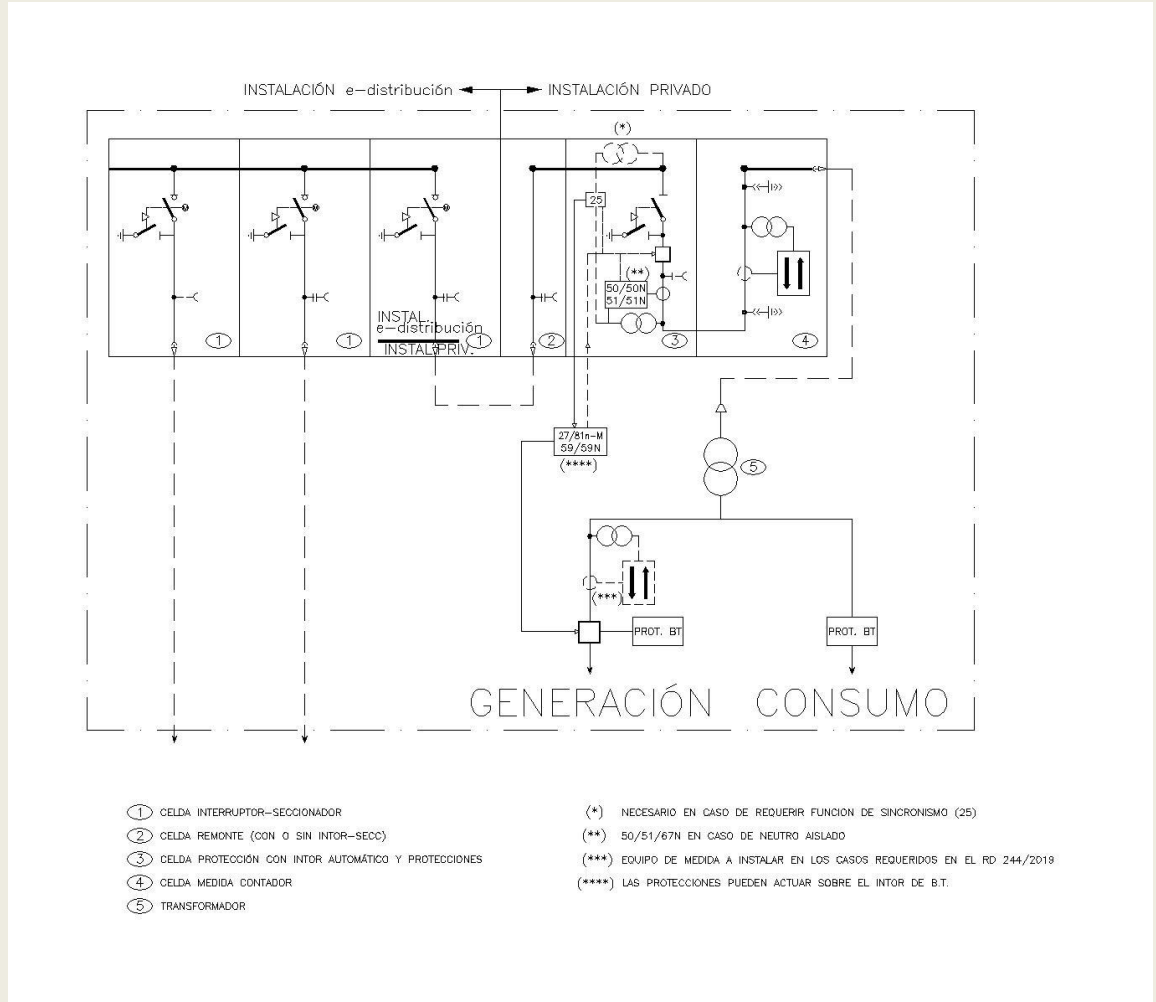 INSTALACIÓN e-distribución
INSTALACIÓN PRIVADO
(*)
M
M
M
25
(**)
50/50N
51/51N
INSTAL.
e-distribución
INSTAL.PRIV.
1
1
1
2
3
4
27/81n-M
59/59N
(****)
5
(***)
PROT. BT
PROT. BT
GENERACIÓN
CONSUMO
1 CELDA INTERRUPTOR-SECCIONADOR
2 CELDA REMONTE (CON O SIN INTOR-SECC)
3 CELDA PROTECCIÓN CON INTOR AUTOMÁTICO Y PROTECCIONES
4 CELDA MEDIDA CONTADOR
5 TRANSFORMADOR
(*) NECESARIO EN CASO DE REQUERIR FUNCION DE SINCRONISMO (25)
(**) 50/51/67N EN CASO DE NEUTRO AISLADO
(***) EQUIPO DE MEDIDA A INSTALAR EN LOS CASOS REQUERIDOS EN EL RD 244/2019
(****) LAS PROTECCIONES PUEDEN ACTUAR SOBRE EL INTOR DE B.T.